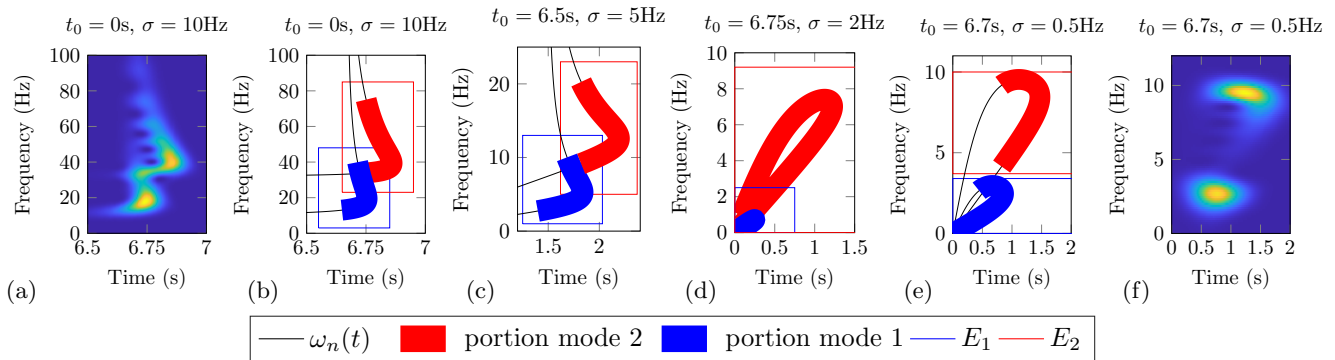 t₀ = 0s, σ = 10Hz
t₀ = 0s, σ = 10Hz
t₀ = 6.5s, σ = 5Hz
t₀ = 6.75s, σ = 2Hz
t₀ = 6.7s, σ = 0.5Hz
t₀ = 6.7s, σ = 0.5Hz
Frequency (Hz)
100
80
60
40
20
0
6.5
6.75
7
Time (s)
(a)
Frequency (Hz)
100
80
60
40
20
0
6.5
6.75
7
Time (s)
(b)
Frequency (Hz)
20
10
0
1.5
2
Time (s)
(c)
Frequency (Hz)
10
8
6
4
2
0
0
0.5
1
1.5
Time (s)
(d)
Frequency (Hz)
10
5
0
0
0.5
1
1.5
2
Time (s)
(e)
Frequency (Hz)
10
5
0
0
0.5
1
1.5
2
Time (s)
(f)
ωₙ(t)
portion mode 2
portion mode 1
E₁
E₂